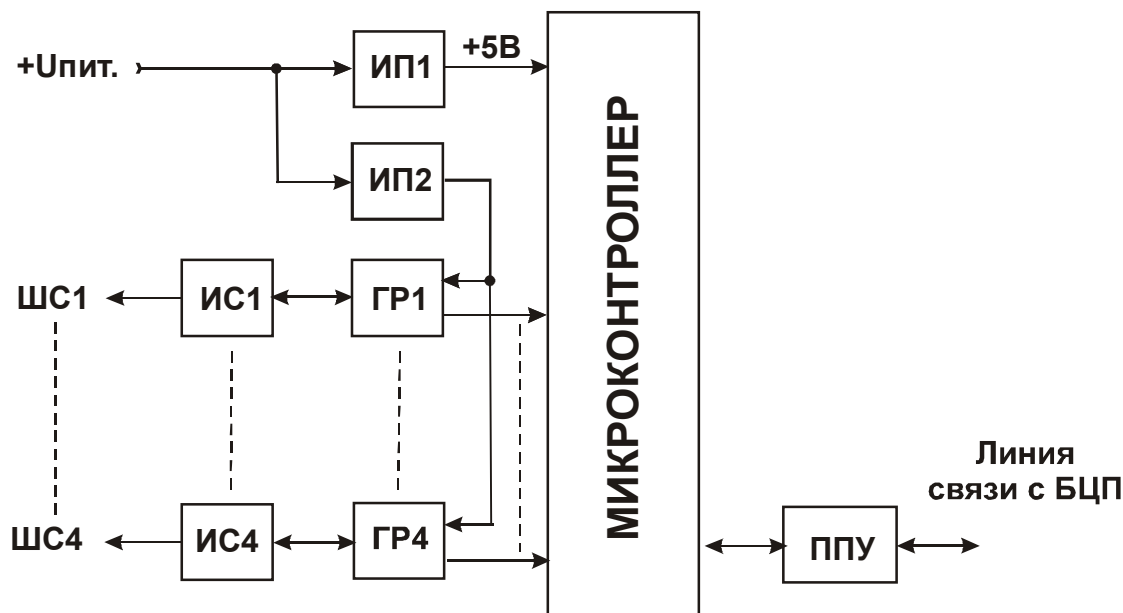 +Uпит.
ИП1
+5В
ИП2
ШС1
ИС1
ГР1
ШС4
ИС4
ГР4
МИКРОКОНТРОЛЛЕР
ППУ
Линия
связи с БЦП